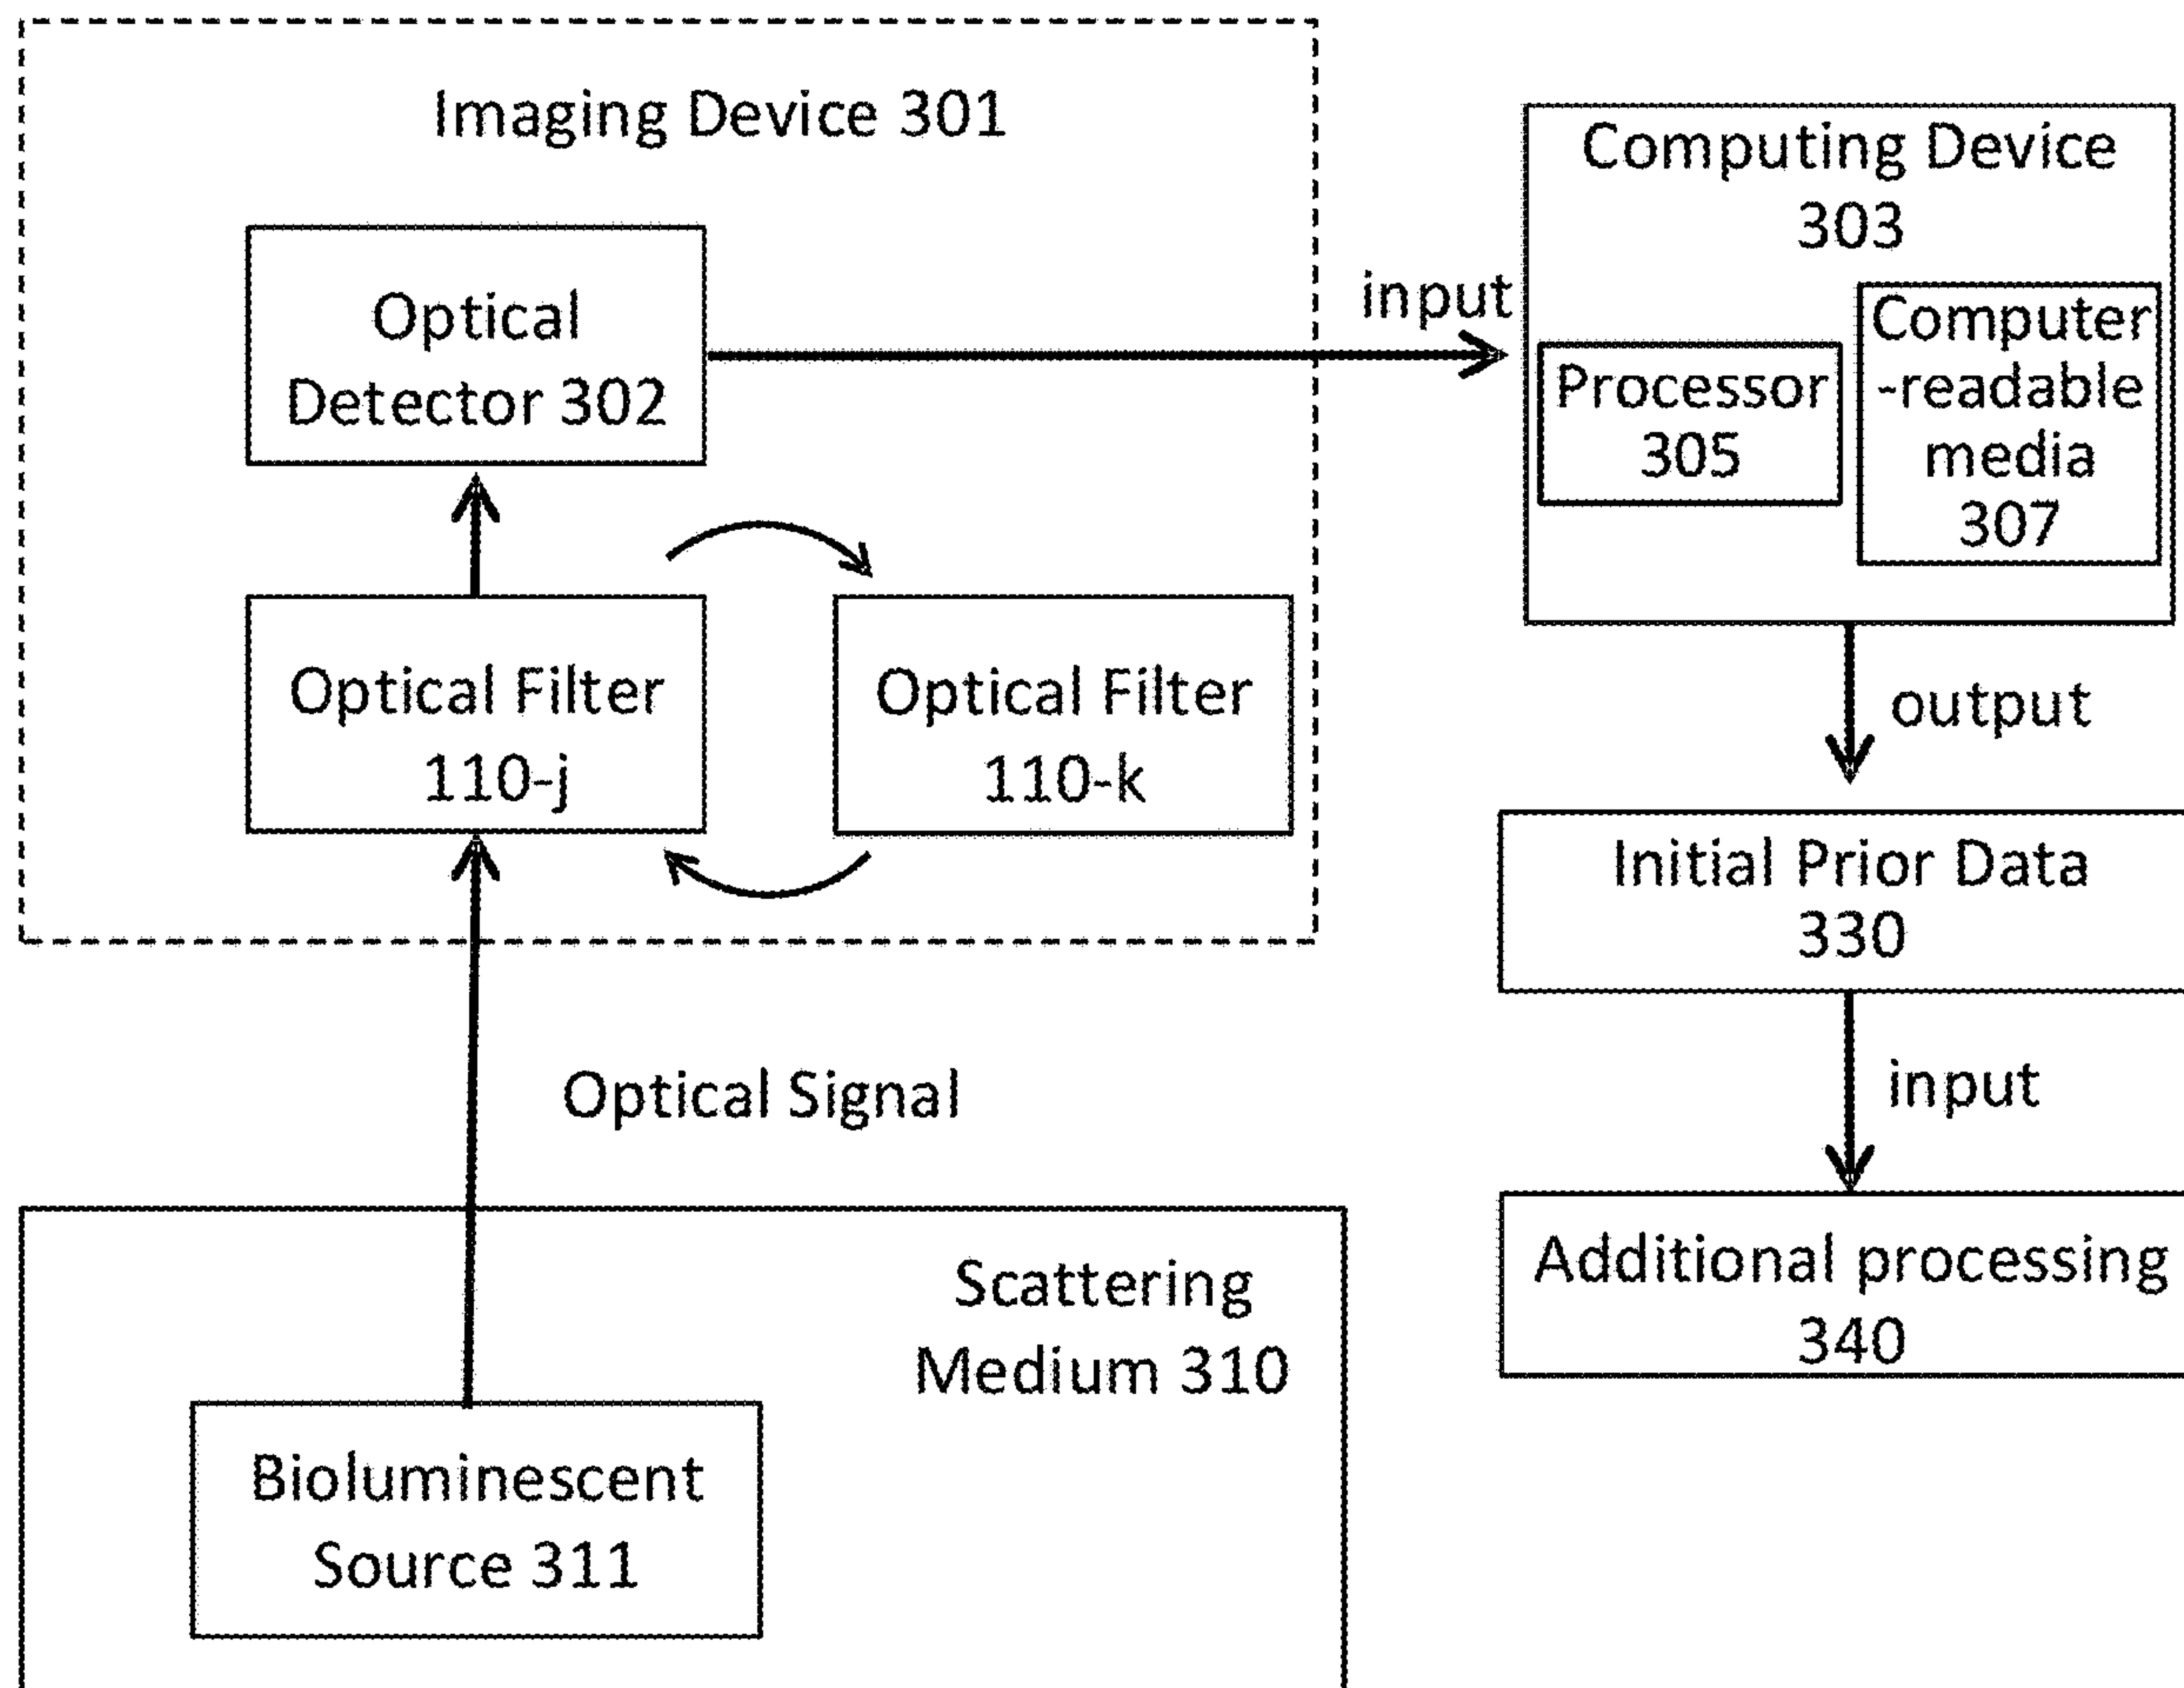 Imaging Device 301
Optical
Detector 302
Optical Filter
110-j
Optical Filter
110-k
Optical Signal
Scattering
Medium 310
Bioluminescent
Source 311
input
Computing Device
303
Processor
305
Computer
-readable
media
307
output
Initial Prior Data
330
input
Additional processing
340